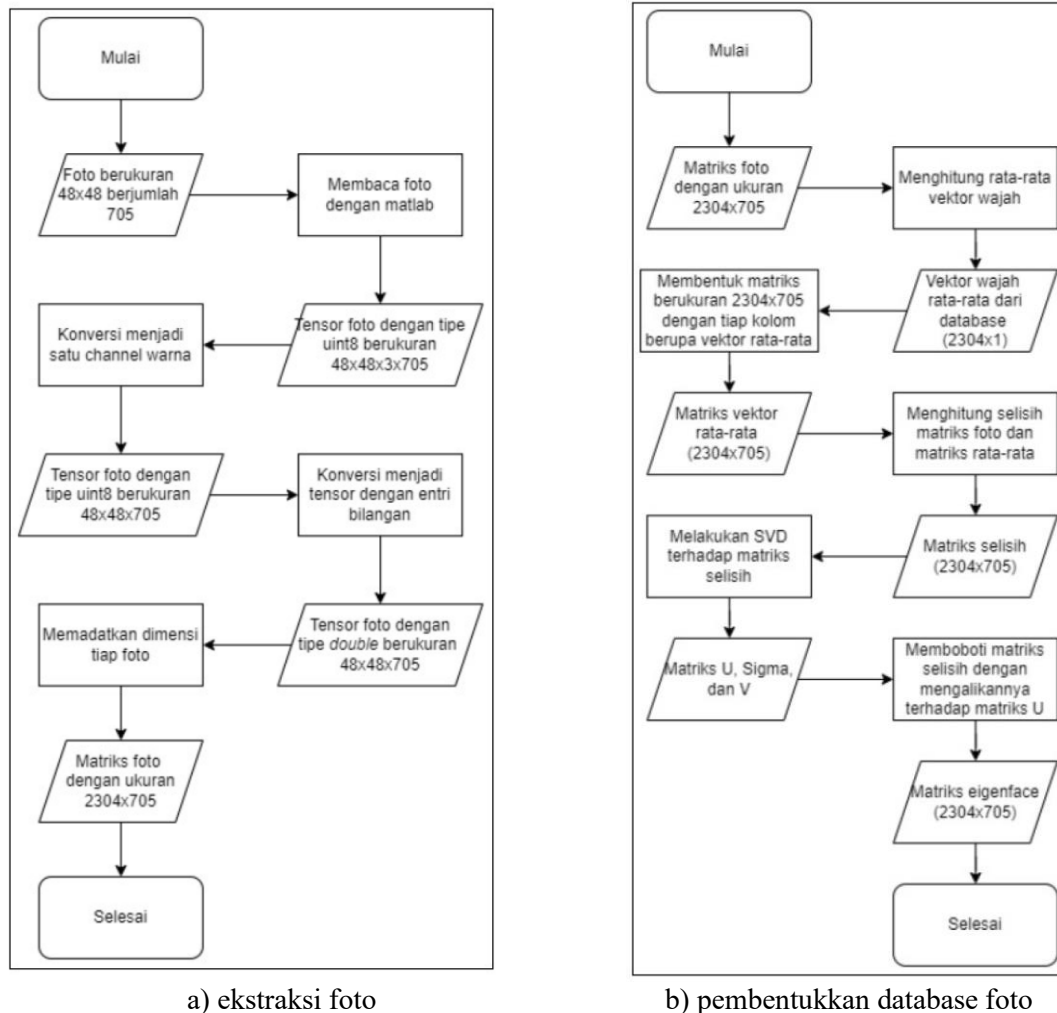 Mulai
Foto berukuran
48x48 berjumlah
705
Membaca foto
dengan matlab
Tensor foto dengan tipe
uint8 berukuran
48x48x3x705
Konversi menjadi
satu channel warna
Tensor foto dengan
tipe uint8 berukuran
48x48x705
Konversi menjadi
tensor dengan entri
bilangan
Tensor foto dengan
tipe double berukuran
48x48x705
Memadatkan dimensi
tiap foto
Matriks foto
dengan ukuran
2304x705
Selesai
a) ekstraksi foto
Mulai
Matriks foto
dengan ukuran
2304x705
Menghitung rata-rata
vektor wajah
Vektor wajah
rata-rata dari
database
(2304x1)
Membentuk matriks
berukuran 2304x705
dengan tiap kolom
berupa vektor rata-rata
Matriks vektor
rata-rata
(2304x705)
Menghitung selisih
matriks foto dan
matriks rata-rata
Matriks selisih
(2304x705)
Melakukan SVD
terhadap matriks
selisih
Matriks U, Sigma,
dan V
Memboboti matriks
selisih dengan
mengalikannya
terhadap matriks U
Matriks eigenface
(2304x705)
Selesai
b) pembentukkan database foto